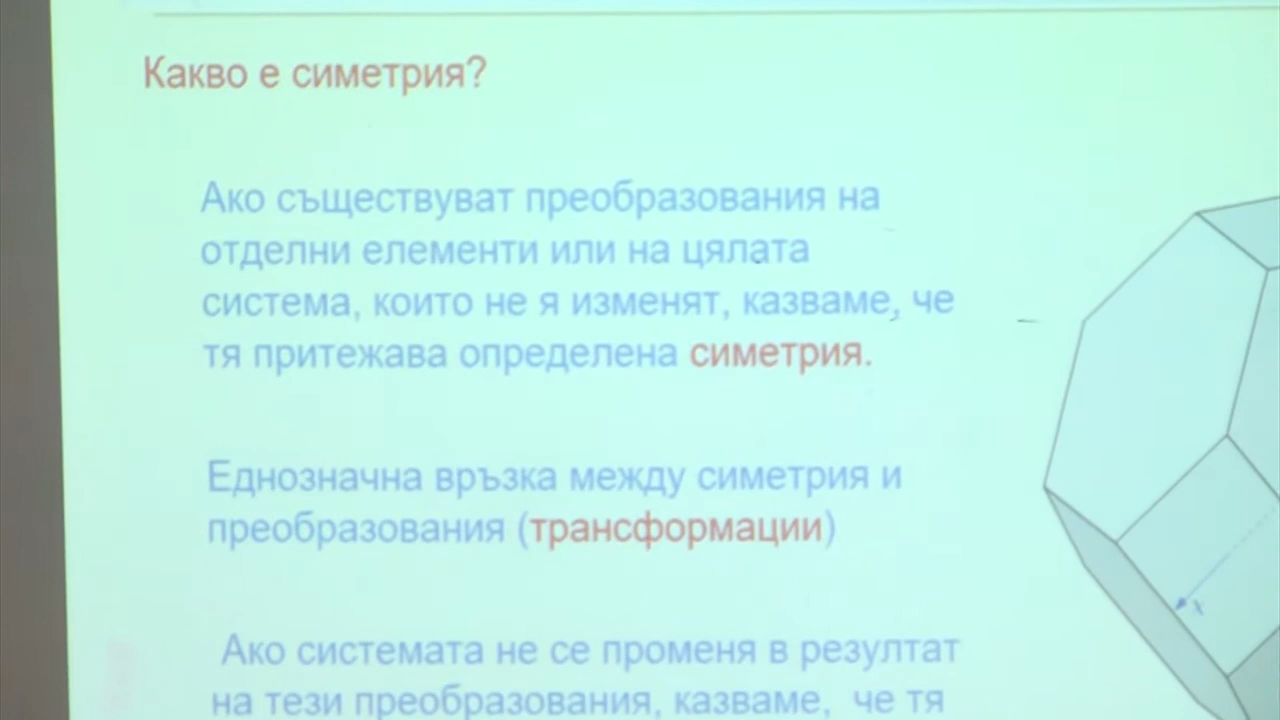 Какво е симетрия?
Ако съществуват преобразования на
отделни елементи или на цялата
система, които не я изменят, казваме, че
тя притежава определена симетрия.
Еднозначна връзка между симетрия и
преобразования (трансформации)
Ако системата не се променя в резултат
на тези преобразования, казваме, че тя
x